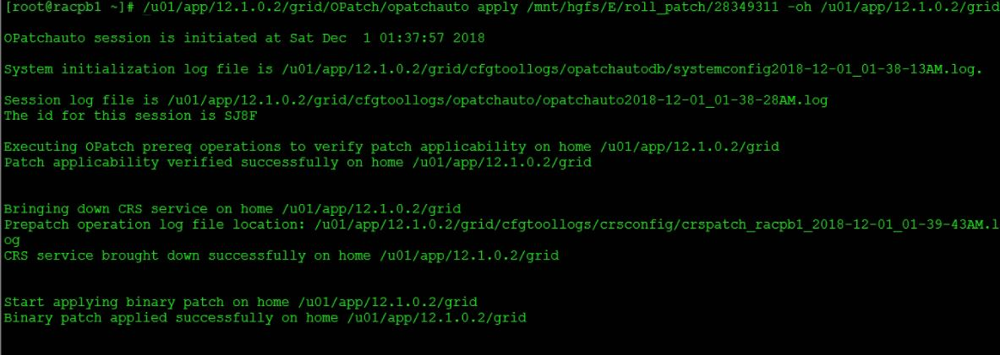 [root@racpb1 ~]# /u01/app/12.1.0.2/grid/OPatch/opatchauto apply /mnt/hgfs/E/roll_patch/28349311 -oh /u01/app/12.1.0.2/grid
OPatchauto session is initiated at Sat Dec  1 01:37:57 2018
System initialization log file is /u01/app/12.1.0.2/grid/cfgtoollogs/opatchautodb/systemconfig2018-12-01_01-38-13AM.log.
Session log file is /u01/app/12.1.0.2/grid/cfgtoollogs/opatchauto/opatchauto2018-12-01_01-38-28AM.log
The id for this session is SJ8F
Executing OPatch prereq operations to verify patch applicability on home /u01/app/12.1.0.2/grid
Patch applicability verified successfully on home /u01/app/12.1.0.2/grid
Bringing down CRS service on home /u01/app/12.1.0.2/grid
Prepatch operation log file location: /u01/app/12.1.0.2/grid/cfgtoollogs/crsconfig/crspatch_racpb1_2018-12-01_01-39-43AM.l
og
CRS service brought down successfully on home /u01/app/12.1.0.2/grid
Start applying binary patch on home /u01/app/12.1.0.2/grid
Binary patch applied successfully on home /u01/app/12.1.0.2/grid